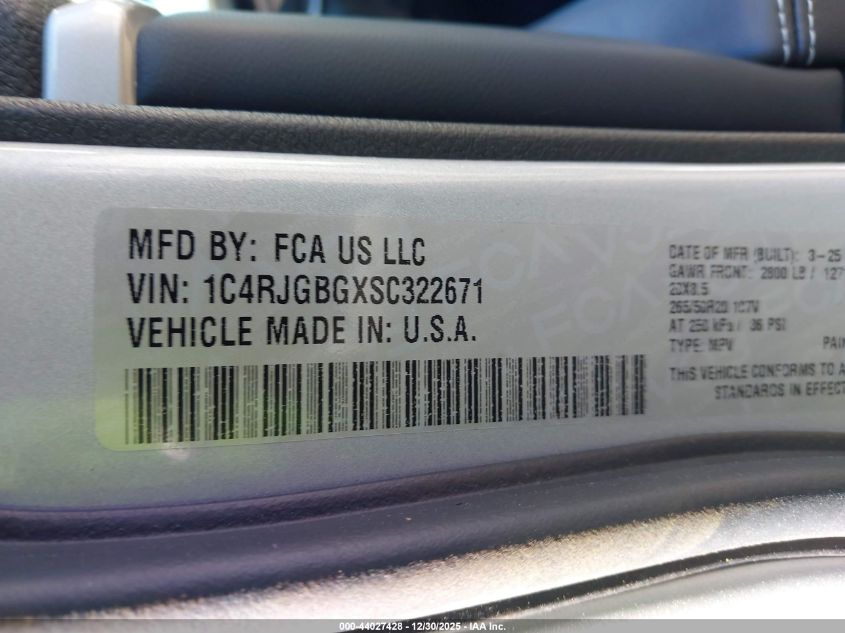 MFD BY: FCA US LLC
VIN: 1C4RJGBGXSC322671
VEHICLE MADE IN: U.S.A.
DATE OF MFR (BUILT): 3-25
GAWR FRONT: 2800 LB / 127
20X8.5
265/50R20 107V
AT 250 kPa / 36 PSI
TYPE: MPV PAIN
THIS VEHICLE CONFORMS TO A
STANDARDS IN EFFECT
000-44027428 - 12/30/2025 - IAA Inc.